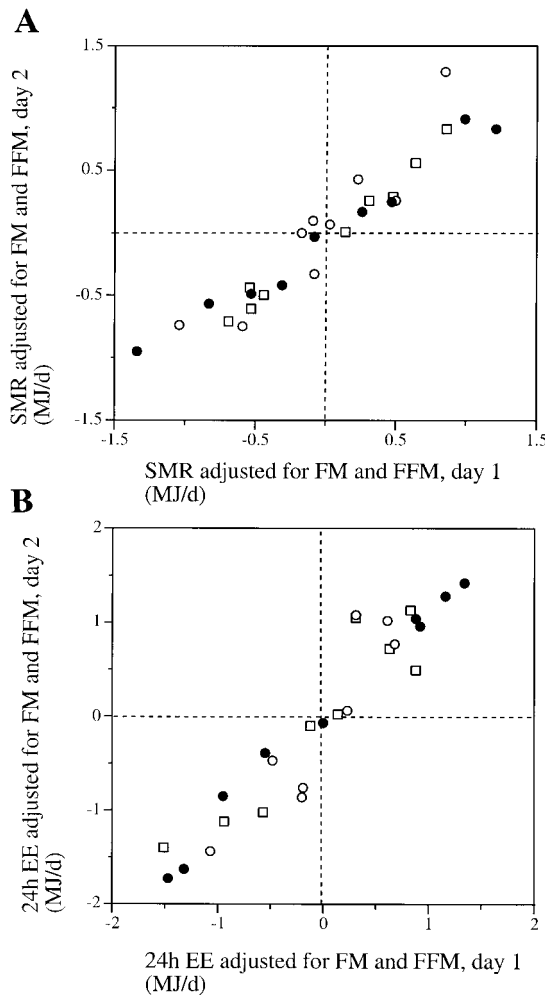 A
1.5
0.5
-0.5
-1.5
SMR adjusted for FM and FFM, day 2
(MJ/d)
-1.5
-0.5
0.5
1.5
SMR adjusted for FM and FFM, day 1
(MJ/d)
B
2
1
0
-1
-2
24h EE adjusted for FM and FFM, day 2
(MJ/d)
-2
-1
0
1
2
24h EE adjusted for FM and FFM, day 1
(MJ/d)